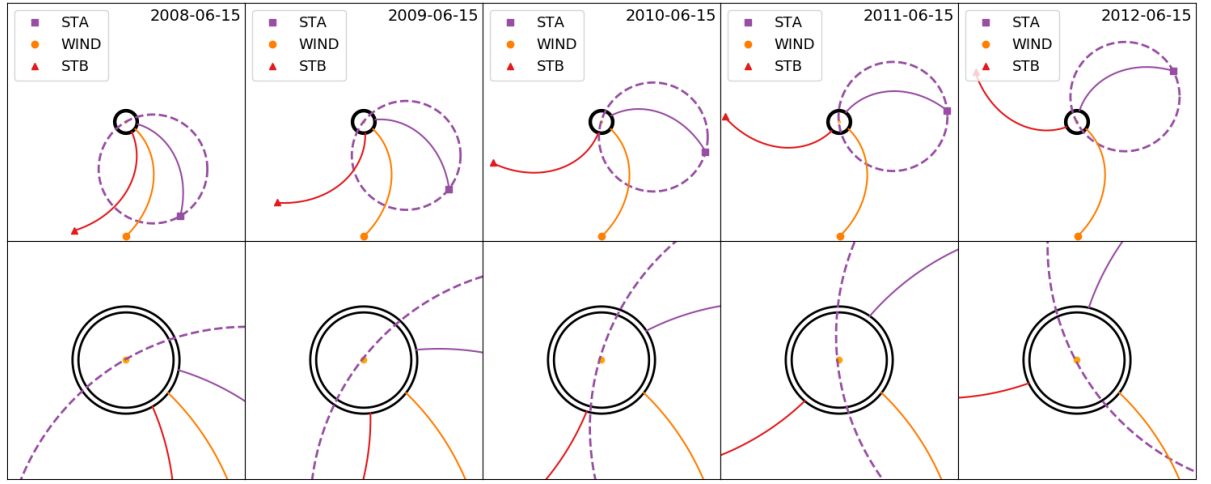 STA
WIND
STB
2008-06-15
STA
WIND
STB
2009-06-15
STA
WIND
STB
2010-06-15
STA
WIND
STB
2011-06-15
STA
WIND
STB
2012-06-15